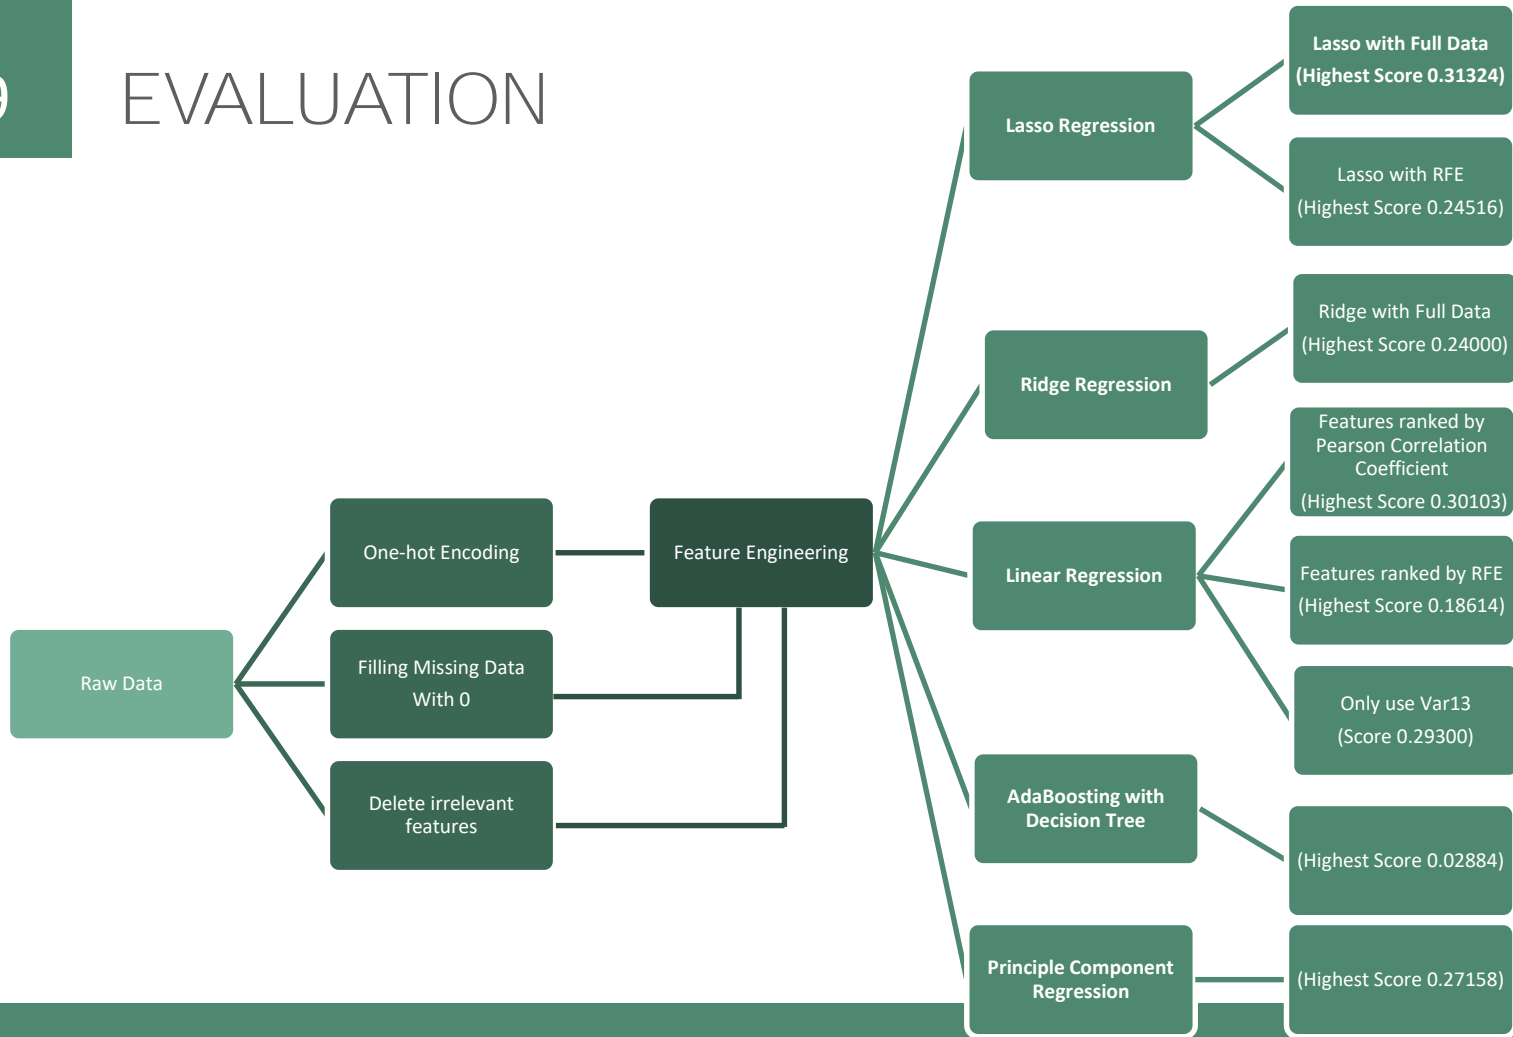 9
EVALUATION
Raw Data
One-hot Encoding
Filling Missing Data
With 0
Delete irrelevant
features
Feature Engineering
Lasso Regression
Lasso with Full Data
(Highest Score 0.31324)
Lasso with RFE
(Highest Score 0.24516)
Ridge Regression
Ridge with Full Data
(Highest Score 0.24000)
Linear Regression
Features ranked by
Pearson Correlation
Coefficient
(Highest Score 0.30103)
Features ranked by RFE
(Highest Score 0.18614)
Only use Var13
(Score 0.29300)
AdaBoosting with
Decision Tree
(Highest Score 0.02884)
Principle Component
Regression
(Highest Score 0.27158)